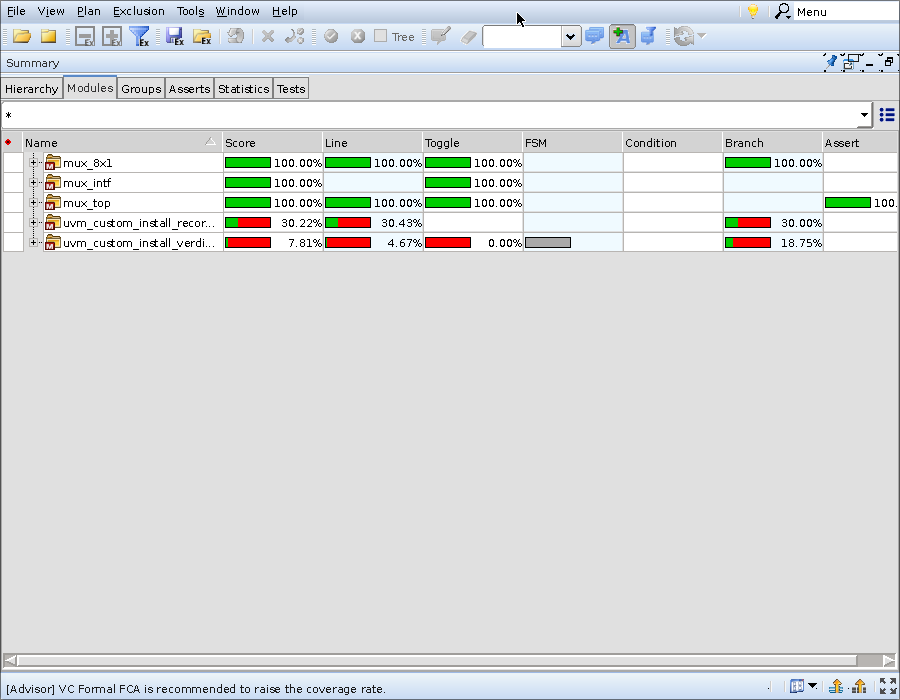 File View Plan Exclusion Tools Window Help Menu
Tree
Summary
Hierarchy Modules Groups Asserts Statistics Tests
*
Name Score Line Toggle FSM Condition Branch Assert
mux_8x1 100.00% 100.00% 100.00% 100.00%
mux_intf 100.00% 100.00%
mux_top 100.00% 100.00% 100.00% 100.
uvm_custom_install_recor... 30.22% 30.43% 30.00%
uvm_custom_install_verdi... 7.81% 4.67% 0.00% 18.75%
[Advisor] VC Formal FCA is recommended to raise the coverage rate.